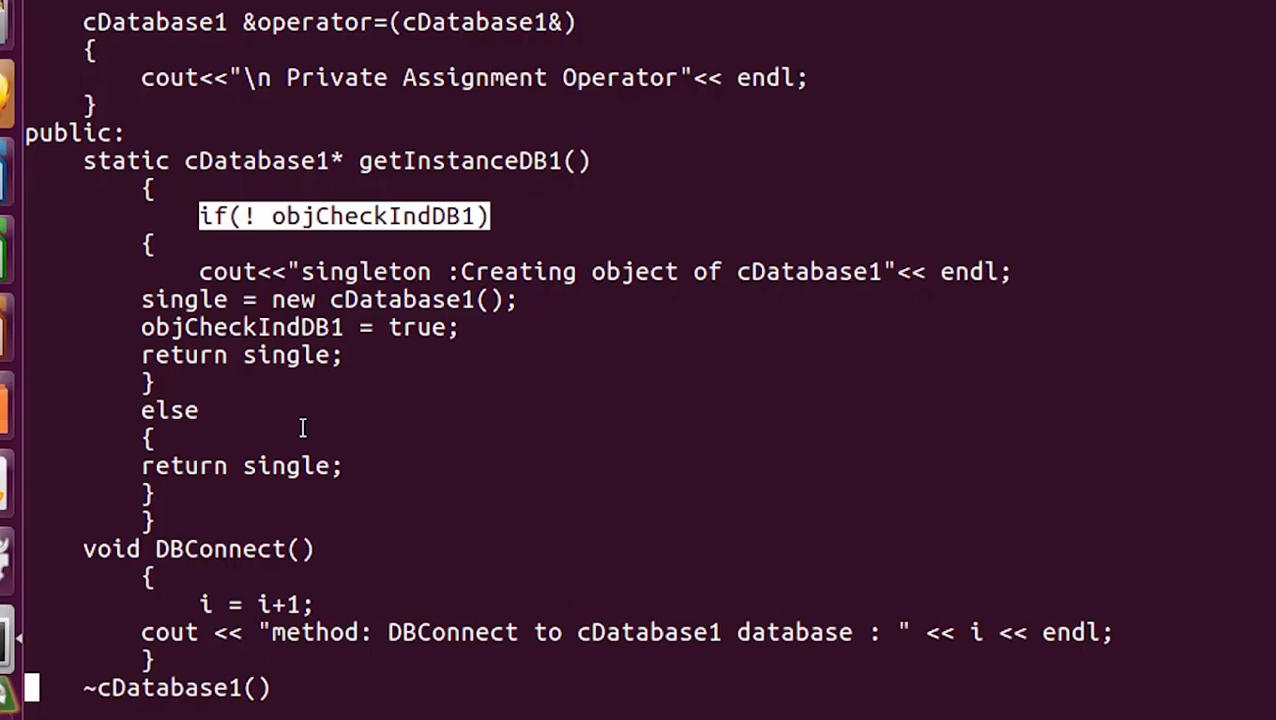 cDatabase1 &operator=(cDatabase1&)
{
cout<<"\n Private Assignment Operator"<< endl;
}
public:
static cDatabase1* getInstanceDB1()
{
if(! objCheckIndDB1)
{
cout<<"singleton :Creating object of cDatabase1"<< endl;
single = new cDatabase1();
objCheckIndDB1 = true;
return single;
}
else
{
return single;
}
}
void DBConnect()
{
i = i+1;
cout << "method: DBConnect to cDatabase1 database : " << i << endl;
}
~cDatabase1()